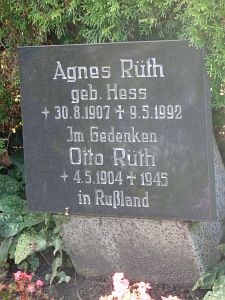 Agnes Rüth
geb. Hess
✶ 30.8.1907 ✝ 9.5.1992
Im Gedenken
Otto Rüth
✶ 4.5.1904 ✝ 1945
in Rußland